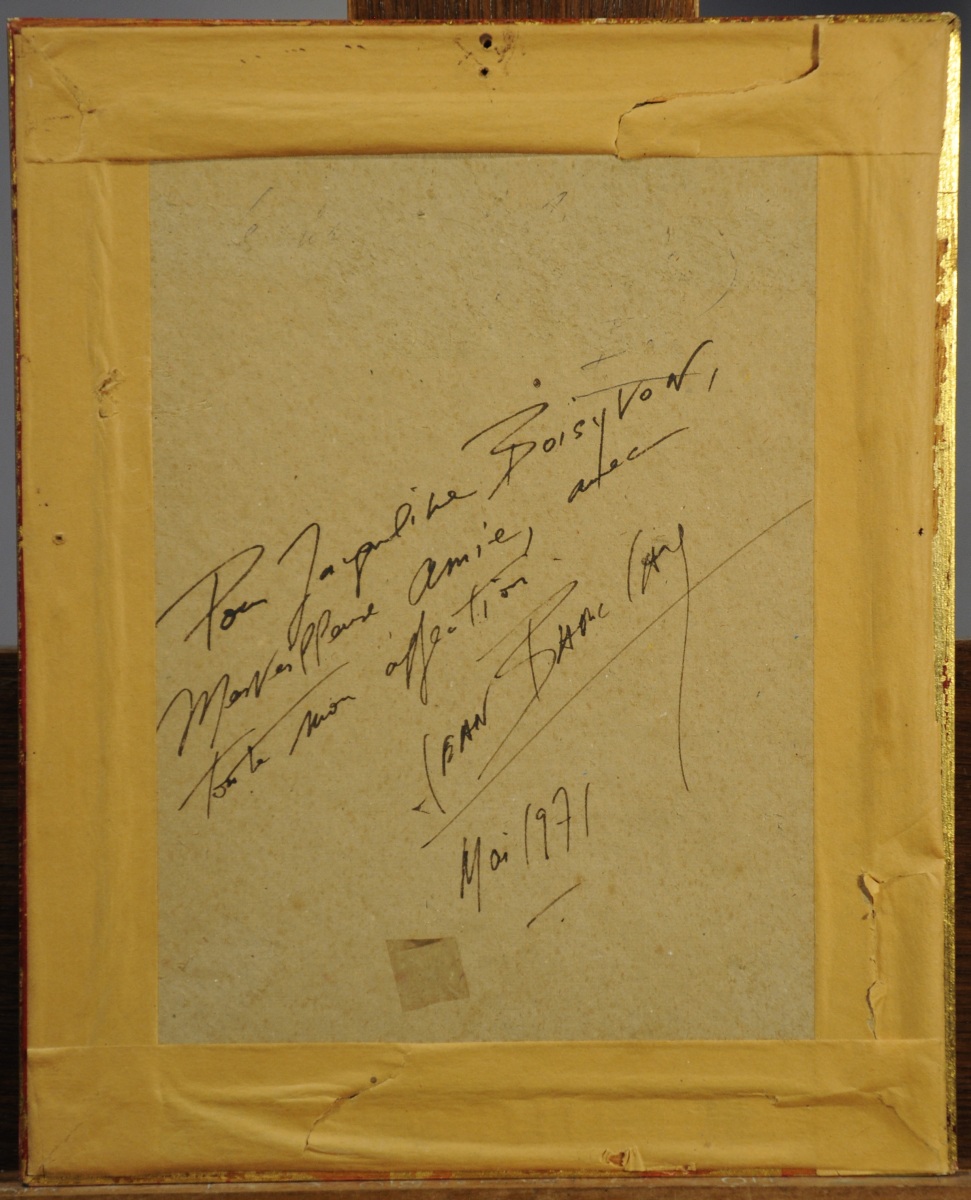 Pour Jacqueline BOISYVON,
Merveilleuse amie, avec
toute mon affection.
JEAN
Mai 1971